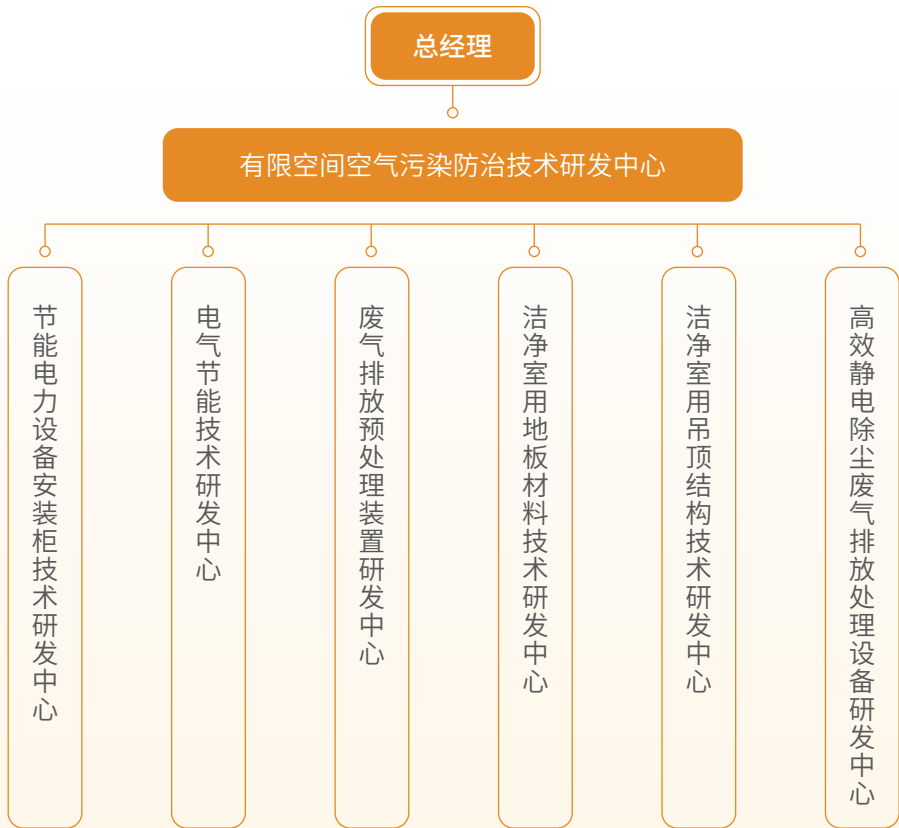 总经理
有限空间空气污染防治技术研发中心
节能电力设备安装柜技术研发中心
电气节能技术研发中心
废气排放预处理装置研发中心
洁净室用地板材料技术研发中心
洁净室用吊顶结构技术研发中心
高效静电除尘废气排放处理设备研发中心